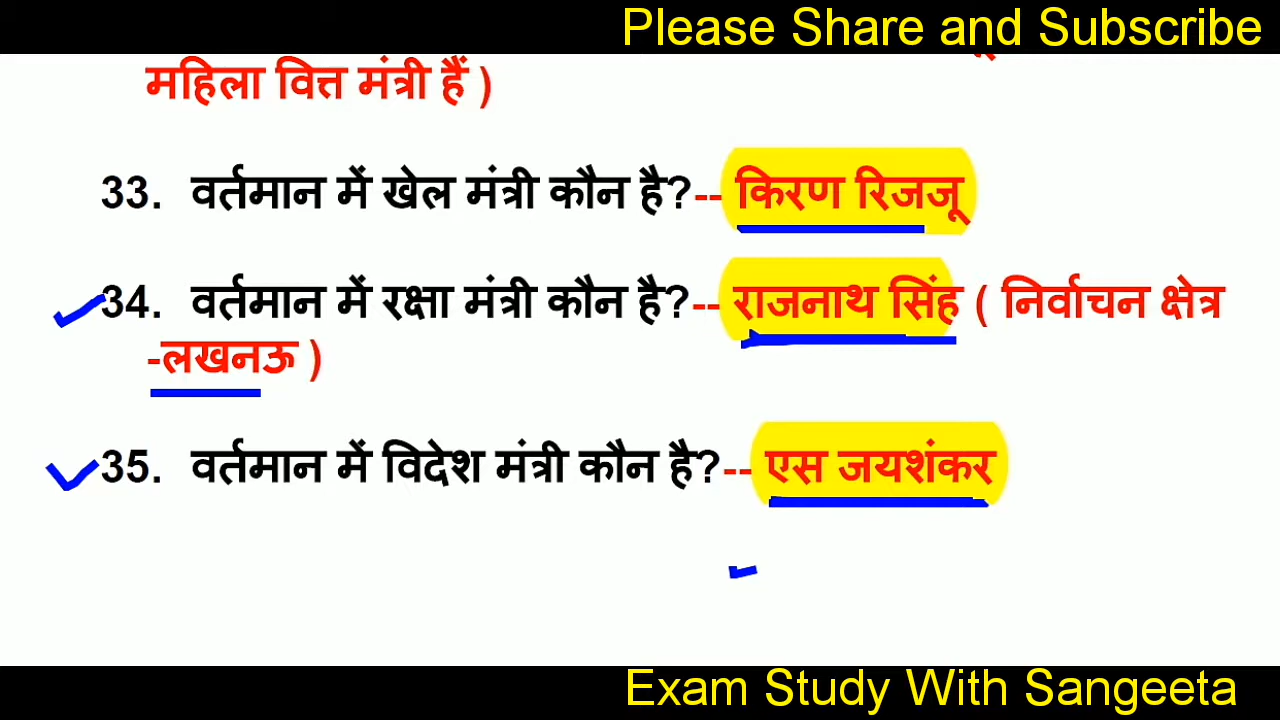 Please Share and Subscribe
महिला वित्त मंत्री हैं )
33. वर्तमान में खेल मंत्री कौन है?-- किरण रिजजू
34. वर्तमान में रक्षा मंत्री कौन है?-- राजनाथ सिंह ( निर्वाचन क्षेत्र
-लखनऊ )
35. वर्तमान में विदेश मंत्री कौन है?-- एस जयशंकर
Exam Study With Sangeeta